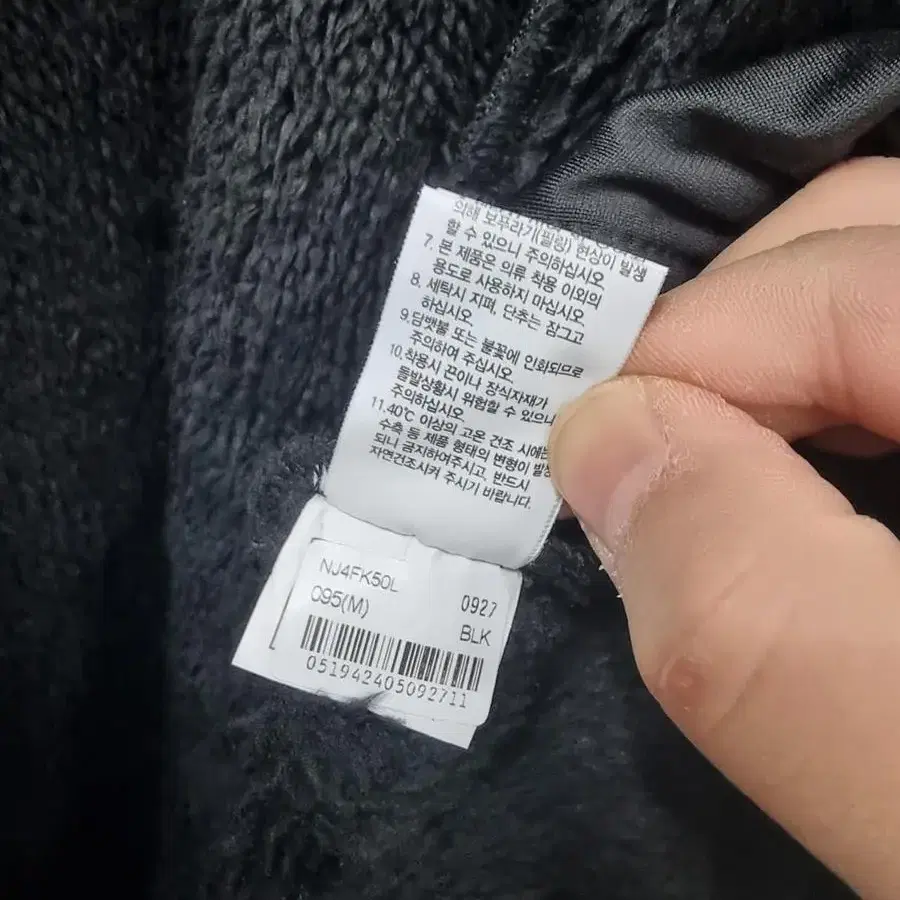 의해 보푸라기(필링) 현상이 발생
할 수 있으니 주의하십시오
7. 본 제품은 의류 착용 이외의
용도로 사용하지 마십시오.
8. 세탁시 지퍼, 단추는 잠그고
하십시오.
9.담뱃불 또는 불꽃에 인화되므로
주의하여 주십시오.
10.착용시 끈이나 장식자재가
돌발상황시 위험할 수 있으니
주의하십시오
11.40℃ 이상의 고온 건조 시에는
수축 등 제품 형태의 변형이 발생
되니 금지하여주시고, 반드시
자연건조시켜 주시기 바랍니다.
NJ4FK50L
095(M) 0927
BLK
051942405092711